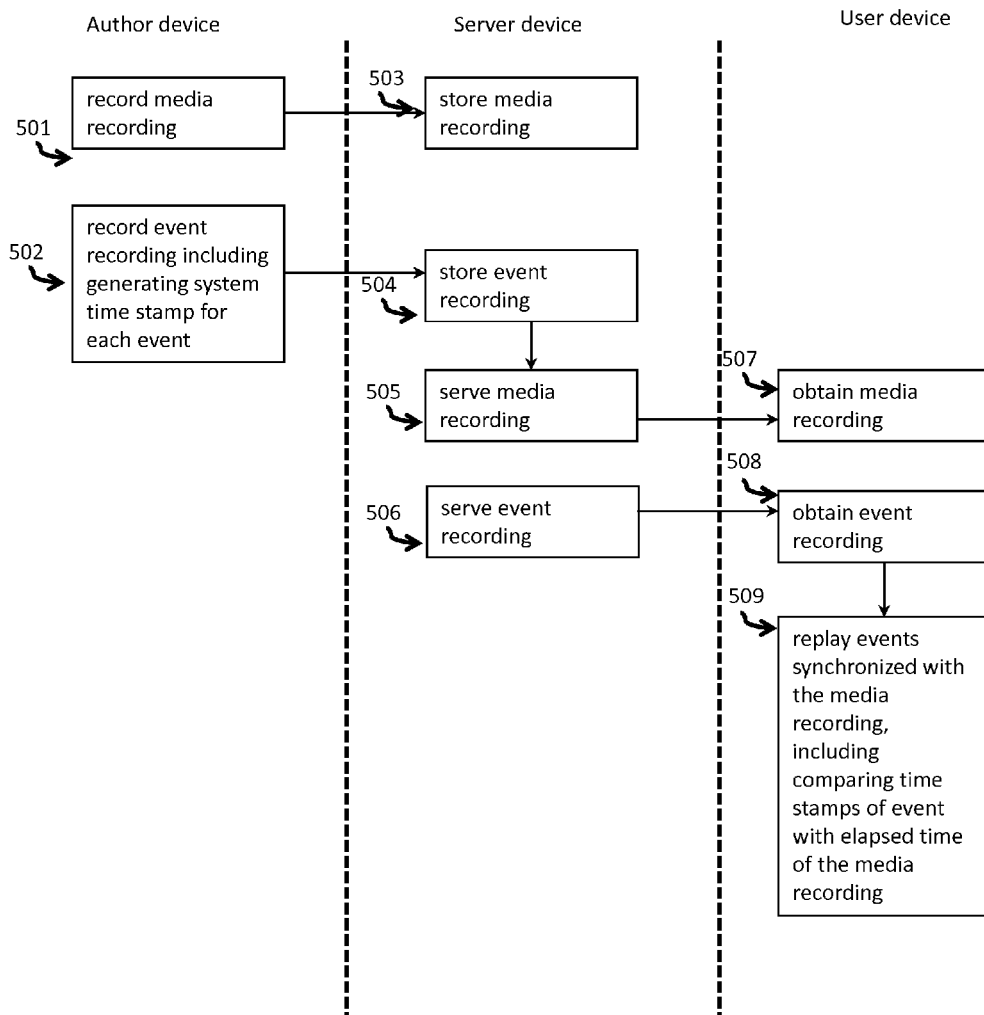 Author device
Server device
User device
501
record media
recording
503
store media
recording
502
record event
recording including
generating system
time stamp for
each event
504
store event
recording
505
serve media
recording
507
obtain media
recording
506
serve event
recording
508
obtain event
recording
509
replay events
synchronized with
the media
recording,
including
comparing time
stamps of event
with elapsed time
of the media
recording